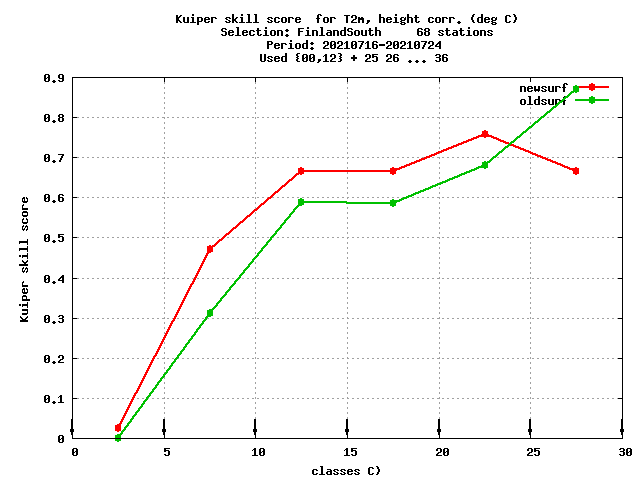 Kuiper skill score  for T2m, height corr. (deg C)
Selection: FinlandSouth     68 stations
Period: 20210716-20210724
Used {00,12} + 25 26 ... 36
newsurf
oldsurf
0.9
0.8
0.7
0.6
0.5
0.4
0.3
0.2
0.1
0
Kuiper skill score
0 5 10 15 20 25 30
classes C)